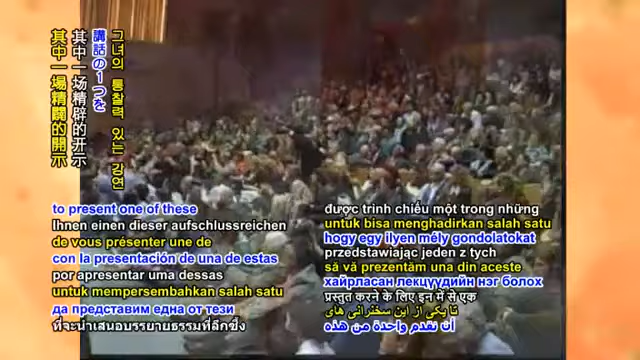 其中一場精闢的開示
其中一场精辟的开示
講話の１つを
그녀의 통찰력 있는 강연
to present one of these
Ihnen einen dieser aufschlussreichen
de vous présenter une de
con la presentación de una de estas
por apresentar uma dessas
untuk mempersembahkan salah satu
да представим една от тези
ที่จะนำเสนอบรรยายธรรมที่ลึกซึ้ง
được trình chiếu một trong những
untuk bisa menghadirkan salah satu
hogy egy ilyen mély gondolatokat
przedstawiając jeden z tych
să vă prezentăm una din aceste
хайрласан лекцүүдийн нэг болох
प्रस्तुत करने के लिए इन में से एक
تا یکی از این سخنرانی های
أن نقدم واحدة من هذه